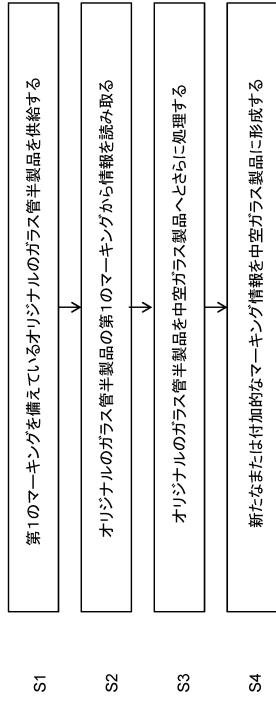 S1 第1のマーキングを備えているオリジナルのガラス管半製品を供給する
S2 オリジナルのガラス管半製品の第1のマーキングから情報を読み取る
S3 オリジナルのガラス管半製品を中空ガラス製品へとさらに処理する
S4 新たなまたは付加的なマーキング情報を中空ガラス製品に形成する